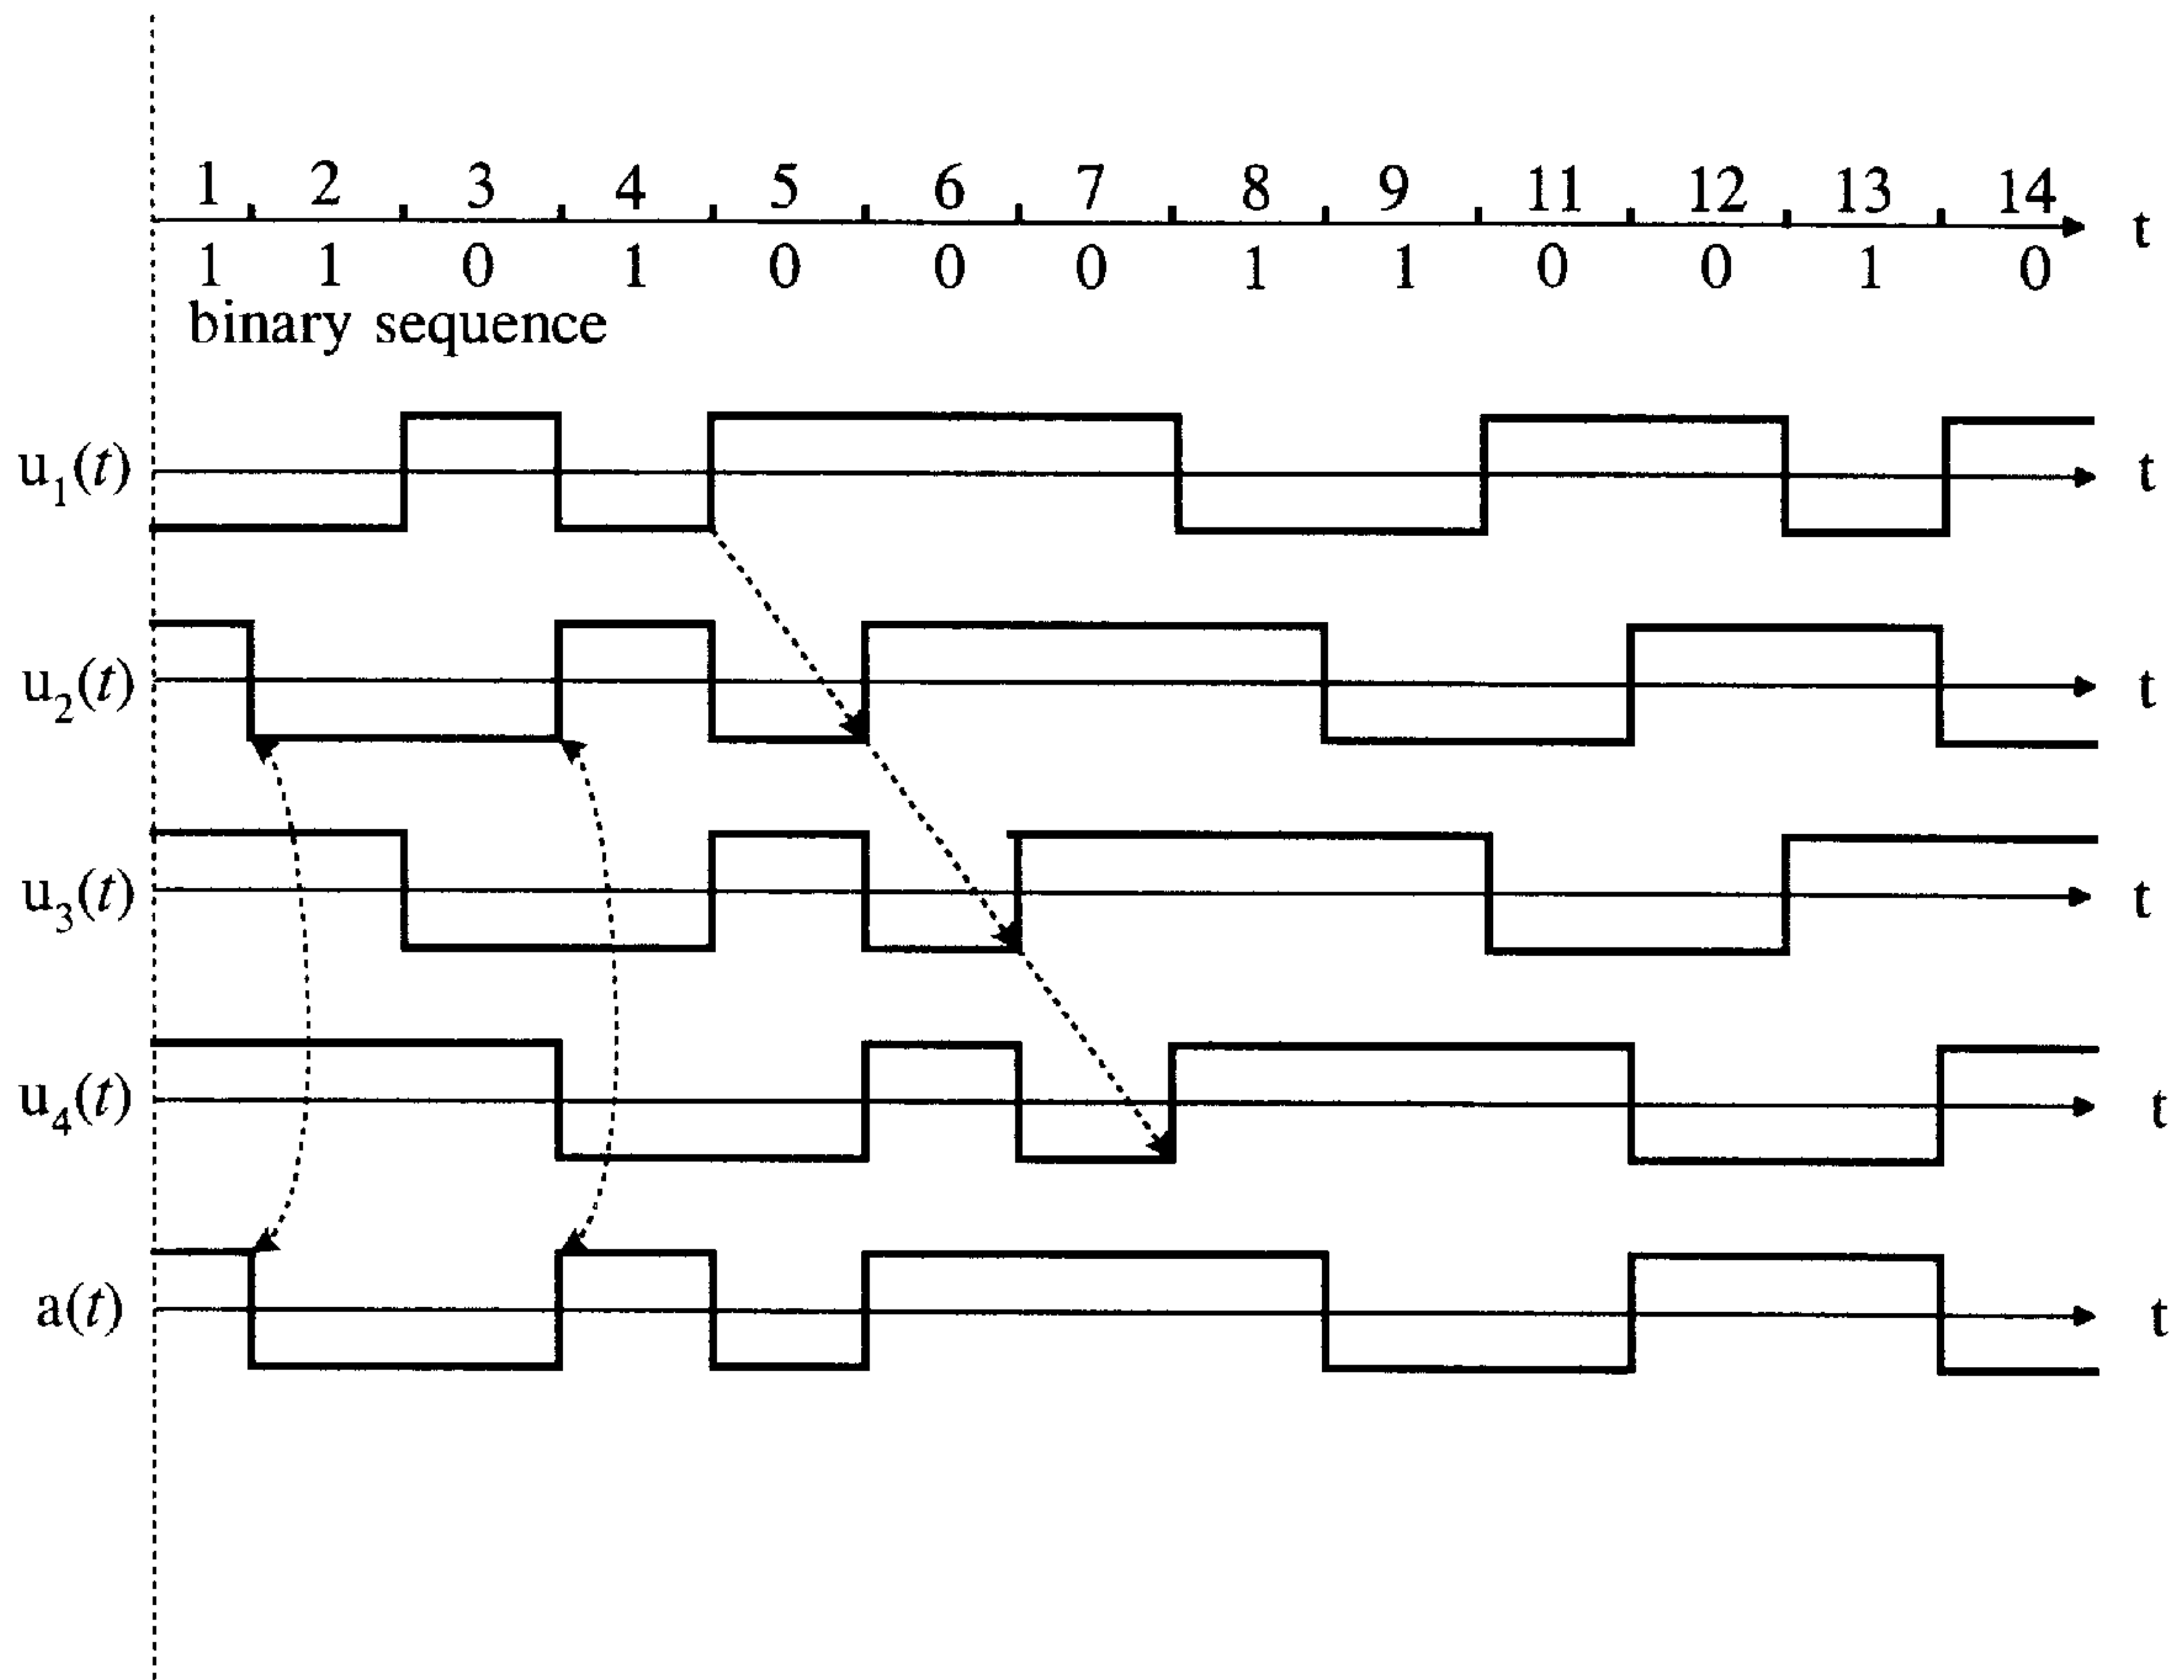 1 2 3 4 5 6 7 8 9 11 12 13 14
t
1 1 0 1 0 0 0 1 1 0 0 1 0
binary sequence
u₁(t) t
u₂(t) t
u₃(t) t
u₄(t) t
a(t) t